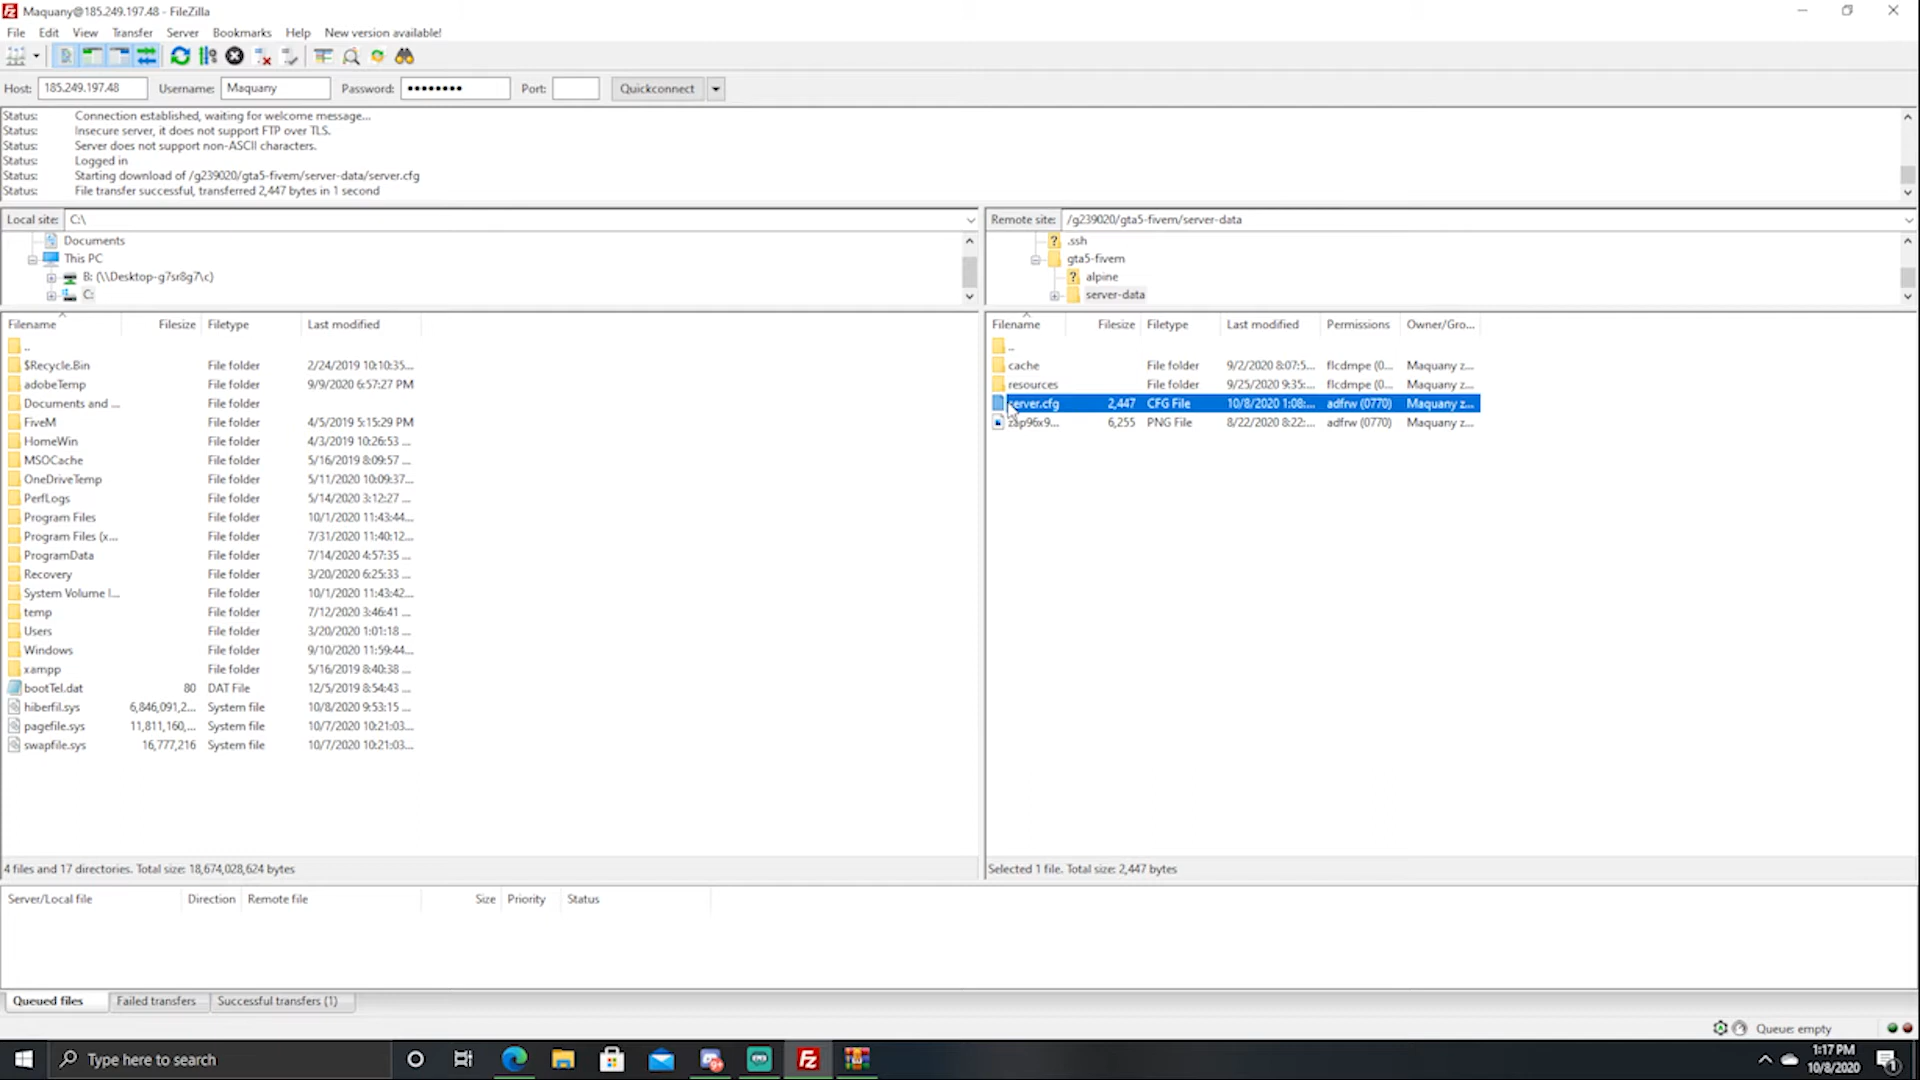 Maquany@185.249.197.48 - FileZilla
File Edit View Transfer Server Bookmarks Help New version available!
Host: 185.249.197.48 Username: Maquany Password: •••••••• Port: Quickconnect
Status: Connection established, waiting for welcome message...
Status: Insecure server, it does not support FTP over TLS.
Status: Server does not support non-ASCII characters.
Status: Logged in
Status: Starting download of /g239020/gta5-fivem/server-data/server.cfg
Status: File transfer successful, transferred 2,447 bytes in 1 second
Local site: C:\
Documents
This PC
B: (\\Desktop-g7sr8g7\c)
C:
Filename Filesize Filetype Last modified
..
$Recycle.Bin File folder 2/24/2019 10:10:35...
adobeTemp File folder 9/9/2020 6:57:27 PM
Documents and ... File folder
FiveM File folder 4/5/2019 5:15:29 PM
HomeWin File folder 4/3/2019 10:26:53 ...
MSOCache File folder 5/16/2019 8:09:57 ...
OneDriveTemp File folder 5/11/2020 10:09:37...
PerfLogs File folder 5/14/2020 3:12:27 ...
Program Files File folder 10/1/2020 11:43:44...
Program Files (x... File folder 7/31/2020 11:40:12...
ProgramData File folder 7/14/2020 4:57:35 ...
Recovery File folder 3/20/2020 6:25:33 ...
System Volume I... File folder 10/1/2020 11:43:42...
temp File folder 7/12/2020 3:46:41 ...
Users File folder 3/20/2020 1:01:18 ...
Windows File folder 9/10/2020 11:59:44...
xampp File folder 5/16/2019 8:40:38 ...
bootTel.dat 80 DAT File 12/5/2019 8:54:43 ...
hiberfil.sys 6,846,091,2... System file 10/8/2020 9:53:15 ...
pagefile.sys 11,811,160,... System file 10/7/2020 10:21:03...
swapfile.sys 16,777,216 System file 10/7/2020 10:21:03...
4 files and 17 directories. Total size: 18,674,028,624 bytes
Remote site: /g239020/gta5-fivem/server-data
.ssh
gta5-fivem
alpine
server-data
Filename Filesize Filetype Last modified Permissions Owner/Gro...
..
cache File folder 9/2/2020 8:07:5... flcdmpe (0... Maquany z...
resources File folder 9/25/2020 9:35:... flcdmpe (0... Maquany z...
server.cfg 2,447 CFG File 10/8/2020 1:08:... adfrw (0770) Maquany z...
zap96x9... 6,255 PNG File 8/22/2020 8:22:... adfrw (0770) Maquany z...
Selected 1 file. Total size: 2,447 bytes
Server/Local file Direction Remote file Size Priority Status
Queued files Failed transfers Successful transfers (1)
Queue: empty
Type here to search
1:17 PM
10/8/2020
1